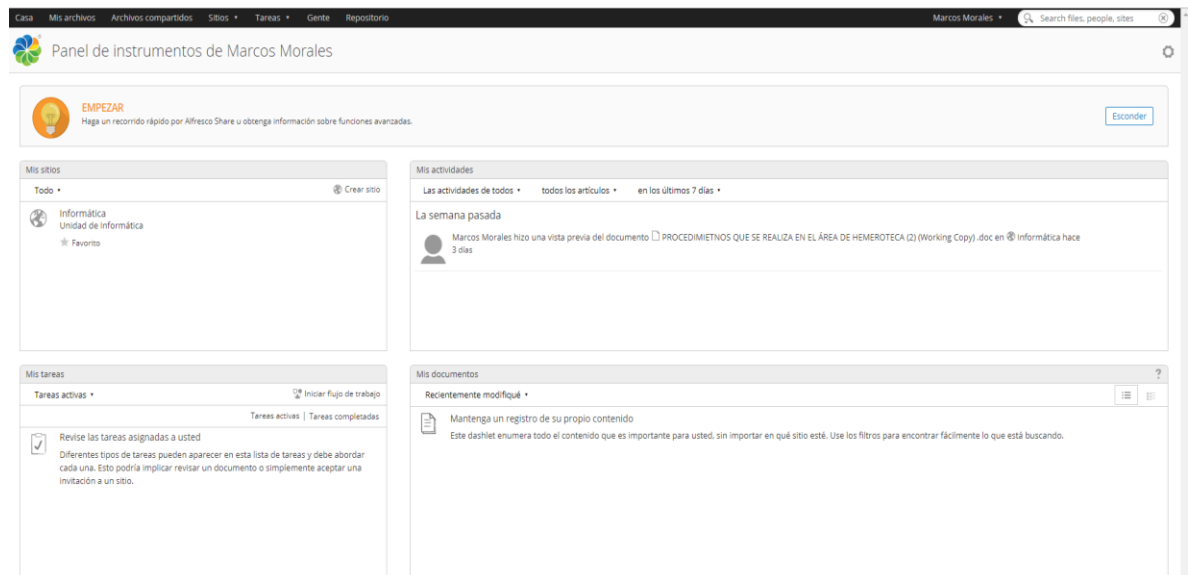 Casa Mis archivos Archivos compartidos Sitios Tareas Gente Repositorio Marcos Morales Search files, people, sites
Panel de instrumentos de Marcos Morales
EMPEZAR
Haga un recorrido rápido por Alfresco Share u obtenga información sobre funciones avanzadas.
Esconder
Mis sitios
Todo Crear sitio
Informática
Unidad de Informática
Favorito
Mis actividades
Las actividades de todos todos los artículos en los últimos 7 días
La semana pasada
Marcos Morales hizo una vista previa del documento PROCEDIMIETNOS QUE SE REALIZA EN EL ÁREA DE HEMEROTECA (2) (Working Copy) .doc en Informática hace
3 días
Mis tareas
Tareas activas Iniciar flujo de trabajo
Tareas activas | Tareas completadas
Revise las tareas asignadas a usted
Diferentes tipos de tareas pueden aparecer en esta lista de tareas y debe abordar
cada una. Esto podría implicar revisar un documento o simplemente aceptar una
invitación a un sitio.
Mis documentos ?
Recientemente modifiqué
Mantenga un registro de su propio contenido
Este dashlet enumera todo el contenido que es importante para usted, sin importar en qué sitio esté. Use los filtros para encontrar fácilmente lo que está buscando.